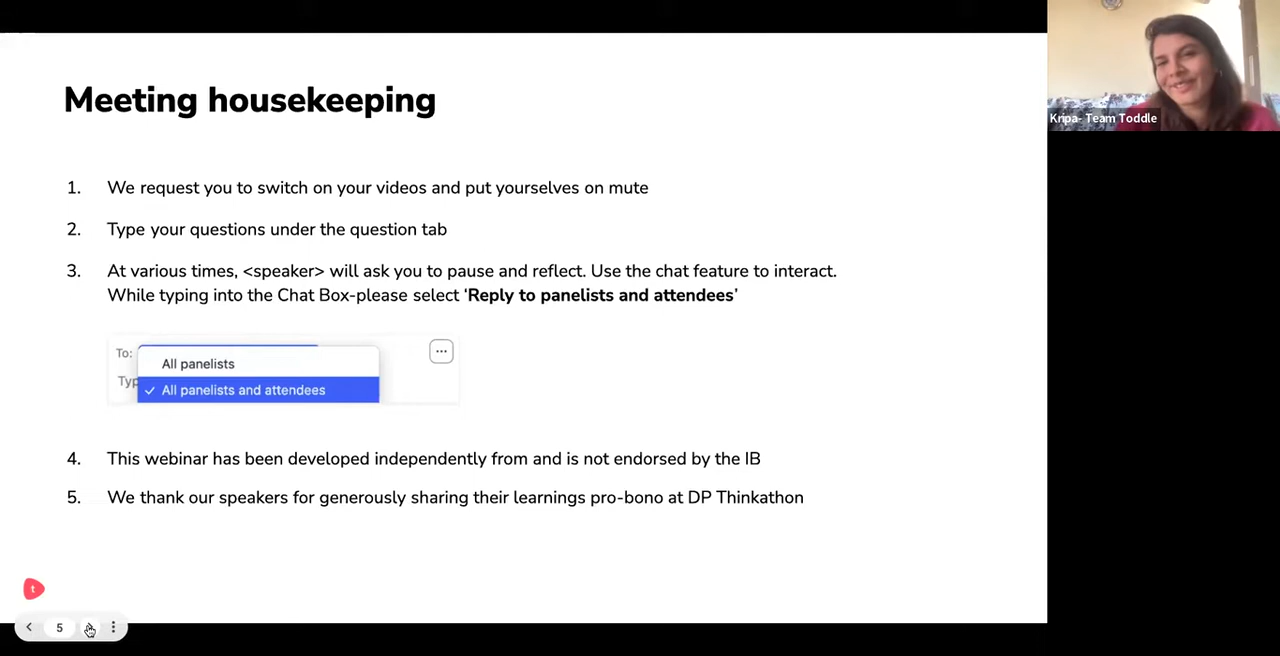 Meeting housekeeping
Kripa- Team Toddle
1. We request you to switch on your videos and put yourselves on mute
2. Type your questions under the question tab
3. At various times, <speaker> will ask you to pause and reflect. Use the chat feature to interact.
While typing into the Chat Box-please select ‘Reply to panelists and attendees’
To:
All panelists
Typ
✓ All panelists and attendees
4. This webinar has been developed independently from and is not endorsed by the IB
5. We thank our speakers for generously sharing their learnings pro-bono at DP Thinkathon
t
5